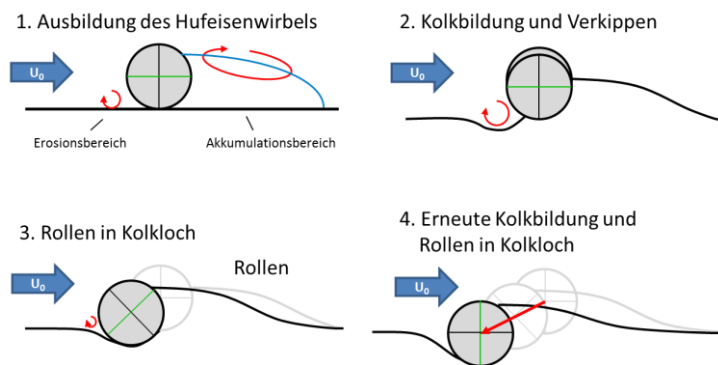 1. Ausbildung des Hufeisenwirbels
U0
Erosionsbereich
Akkumulationsbereich
2. Kolkbildung und Verkippen
U0
3. Rollen in Kolkloch
U0
Rollen
4. Erneute Kolkbildung und
Rollen in Kolkloch
U0